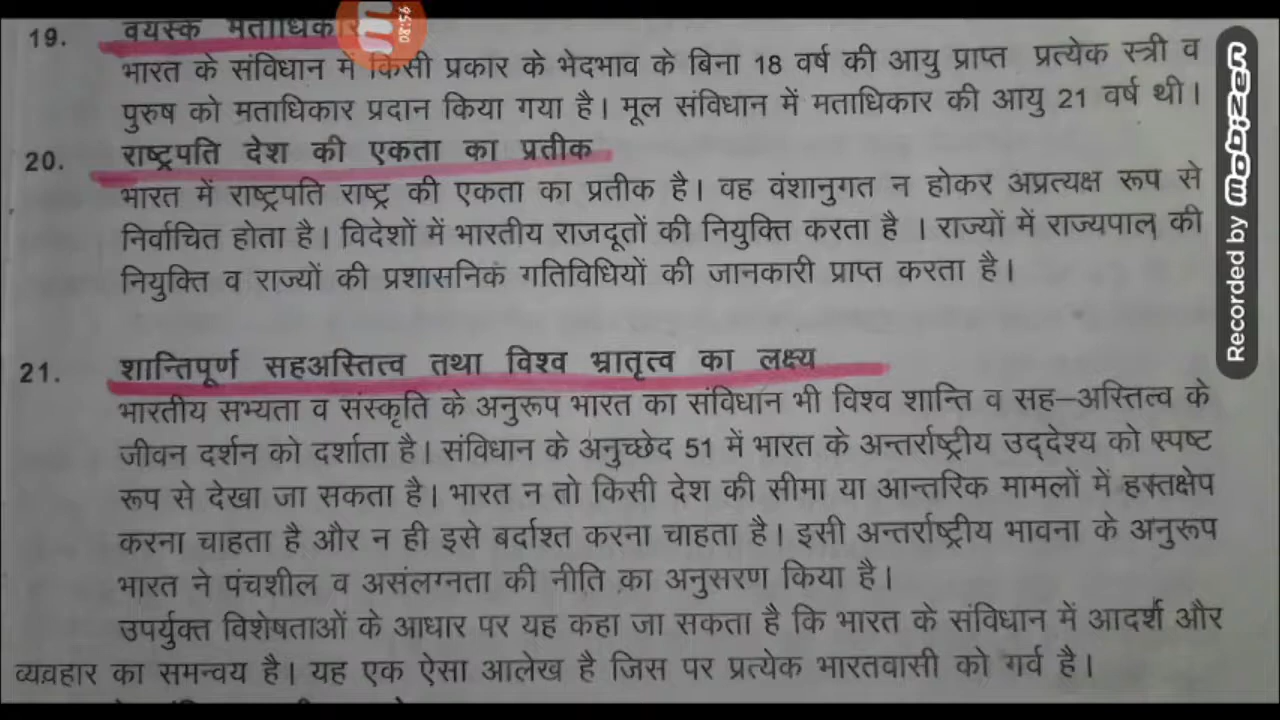 19. वयस्क मताधिकार
भारत के संविधान में किसी प्रकार के भेदभाव के बिना 18 वर्ष की आयु प्राप्त प्रत्येक स्त्री व
पुरुष को मताधिकार प्रदान किया गया है। मूल संविधान में मताधिकार की आयु 21 वर्ष थी।
20. राष्ट्रपति देश की एकता का प्रतीक
भारत में राष्ट्रपति राष्ट्र की एकता का प्रतीक है। वह वंशानुगत न होकर अप्रत्यक्ष रूप से
निर्वाचित होता है। विदेशों में भारतीय राजदूतों की नियुक्ति करता है । राज्यों में राज्यपाल् की
नियुक्ति व राज्यों की प्रशासनिक गतिविधियों की जानकारी प्राप्त करता है।
21. शान्तिपूर्ण सहअस्तित्व तथा विश्व भ्रातृत्व का लक्ष्य
भारतीय सभ्यता व संस्कृति के अनुरूप भारत का संविधान भी विश्व शान्ति व सह–अस्तित्व के
जीवन दर्शन को दर्शाता है। संविधान के अनुच्छेद 51 में भारत के अन्तर्राष्ट्रीय उद्देश्य को स्पष्ट
रूप से देखा जा सकता है। भारत न तो किसी देश की सीमा या आन्तरिक मामलों में हस्तक्षेप
करना चाहता है और न ही इसे बर्दाश्त करना चाहता है। इसी अन्तर्राष्ट्रीय भावना के अनुरूप
भारत ने पंचशील व असंलग्नता की नीति का अनुसरण किया है।
उपर्युक्त विशेषताओं के आधार पर यह कहा जा सकता है कि भारत के संविधान में आदर्श और
व्यवहार का समन्वय है। यह एक ऐसा आलेख है जिस पर प्रत्येक भारतवासी को गर्व है।
Recorded by mobizen